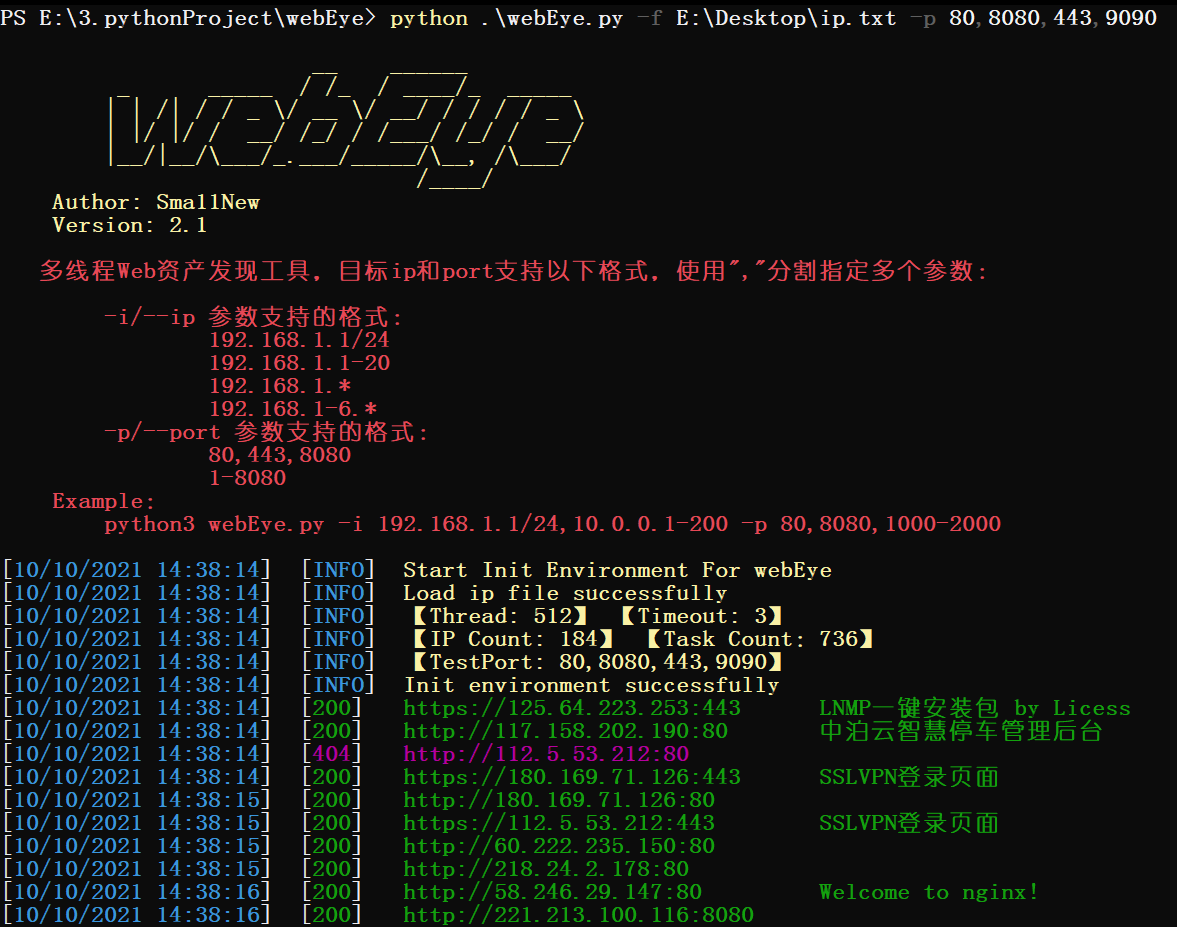 PS E:\3.pythonProject\webEye> python .\webEye.py -f E:\Desktop\ip.txt -p 80,8080,443,9090
webEye
Author: Sma11New
Version: 2.1
多线程Web资产发现工具，目标ip和port支持以下格式，使用","分割指定多个参数：
-i/--ip 参数支持的格式：
192.168.1.1/24
192.168.1.1-20
192.168.1.*
192.168.1-6.*
-p/--port 参数支持的格式：
80,443,8080
1-8080
Example:
python3 webEye.py -i 192.168.1.1/24,10.0.0.1-200 -p 80,8080,1000-2000
[10/10/2021 14:38:14] [INFO] Start Init Environment For webEye
[10/10/2021 14:38:14] [INFO] Load ip file successfully
[10/10/2021 14:38:14] [INFO] 【Thread: 512】 【Timeout: 3】
[10/10/2021 14:38:14] [INFO] 【IP Count: 184】 【Task Count: 736】
[10/10/2021 14:38:14] [INFO] 【TestPort: 80,8080,443,9090】
[10/10/2021 14:38:14] [INFO] Init environment successfully
[10/10/2021 14:38:14] [200] https://125.64.223.253:443 LNMP一键安装包 by Licess
[10/10/2021 14:38:14] [200] http://117.158.202.190:80 中泊云智慧停车管理后台
[10/10/2021 14:38:14] [404] http://112.5.53.212:80
[10/10/2021 14:38:14] [200] https://180.169.71.126:443 SSLVPN登录页面
[10/10/2021 14:38:15] [200] http://180.169.71.126:80
[10/10/2021 14:38:15] [200] https://112.5.53.212:443 SSLVPN登录页面
[10/10/2021 14:38:15] [200] http://60.222.235.150:80
[10/10/2021 14:38:15] [200] http://218.24.2.178:80
[10/10/2021 14:38:16] [200] http://58.246.29.147:80 Welcome to nginx!
[10/10/2021 14:38:16] [200] http://221.213.100.116:8080